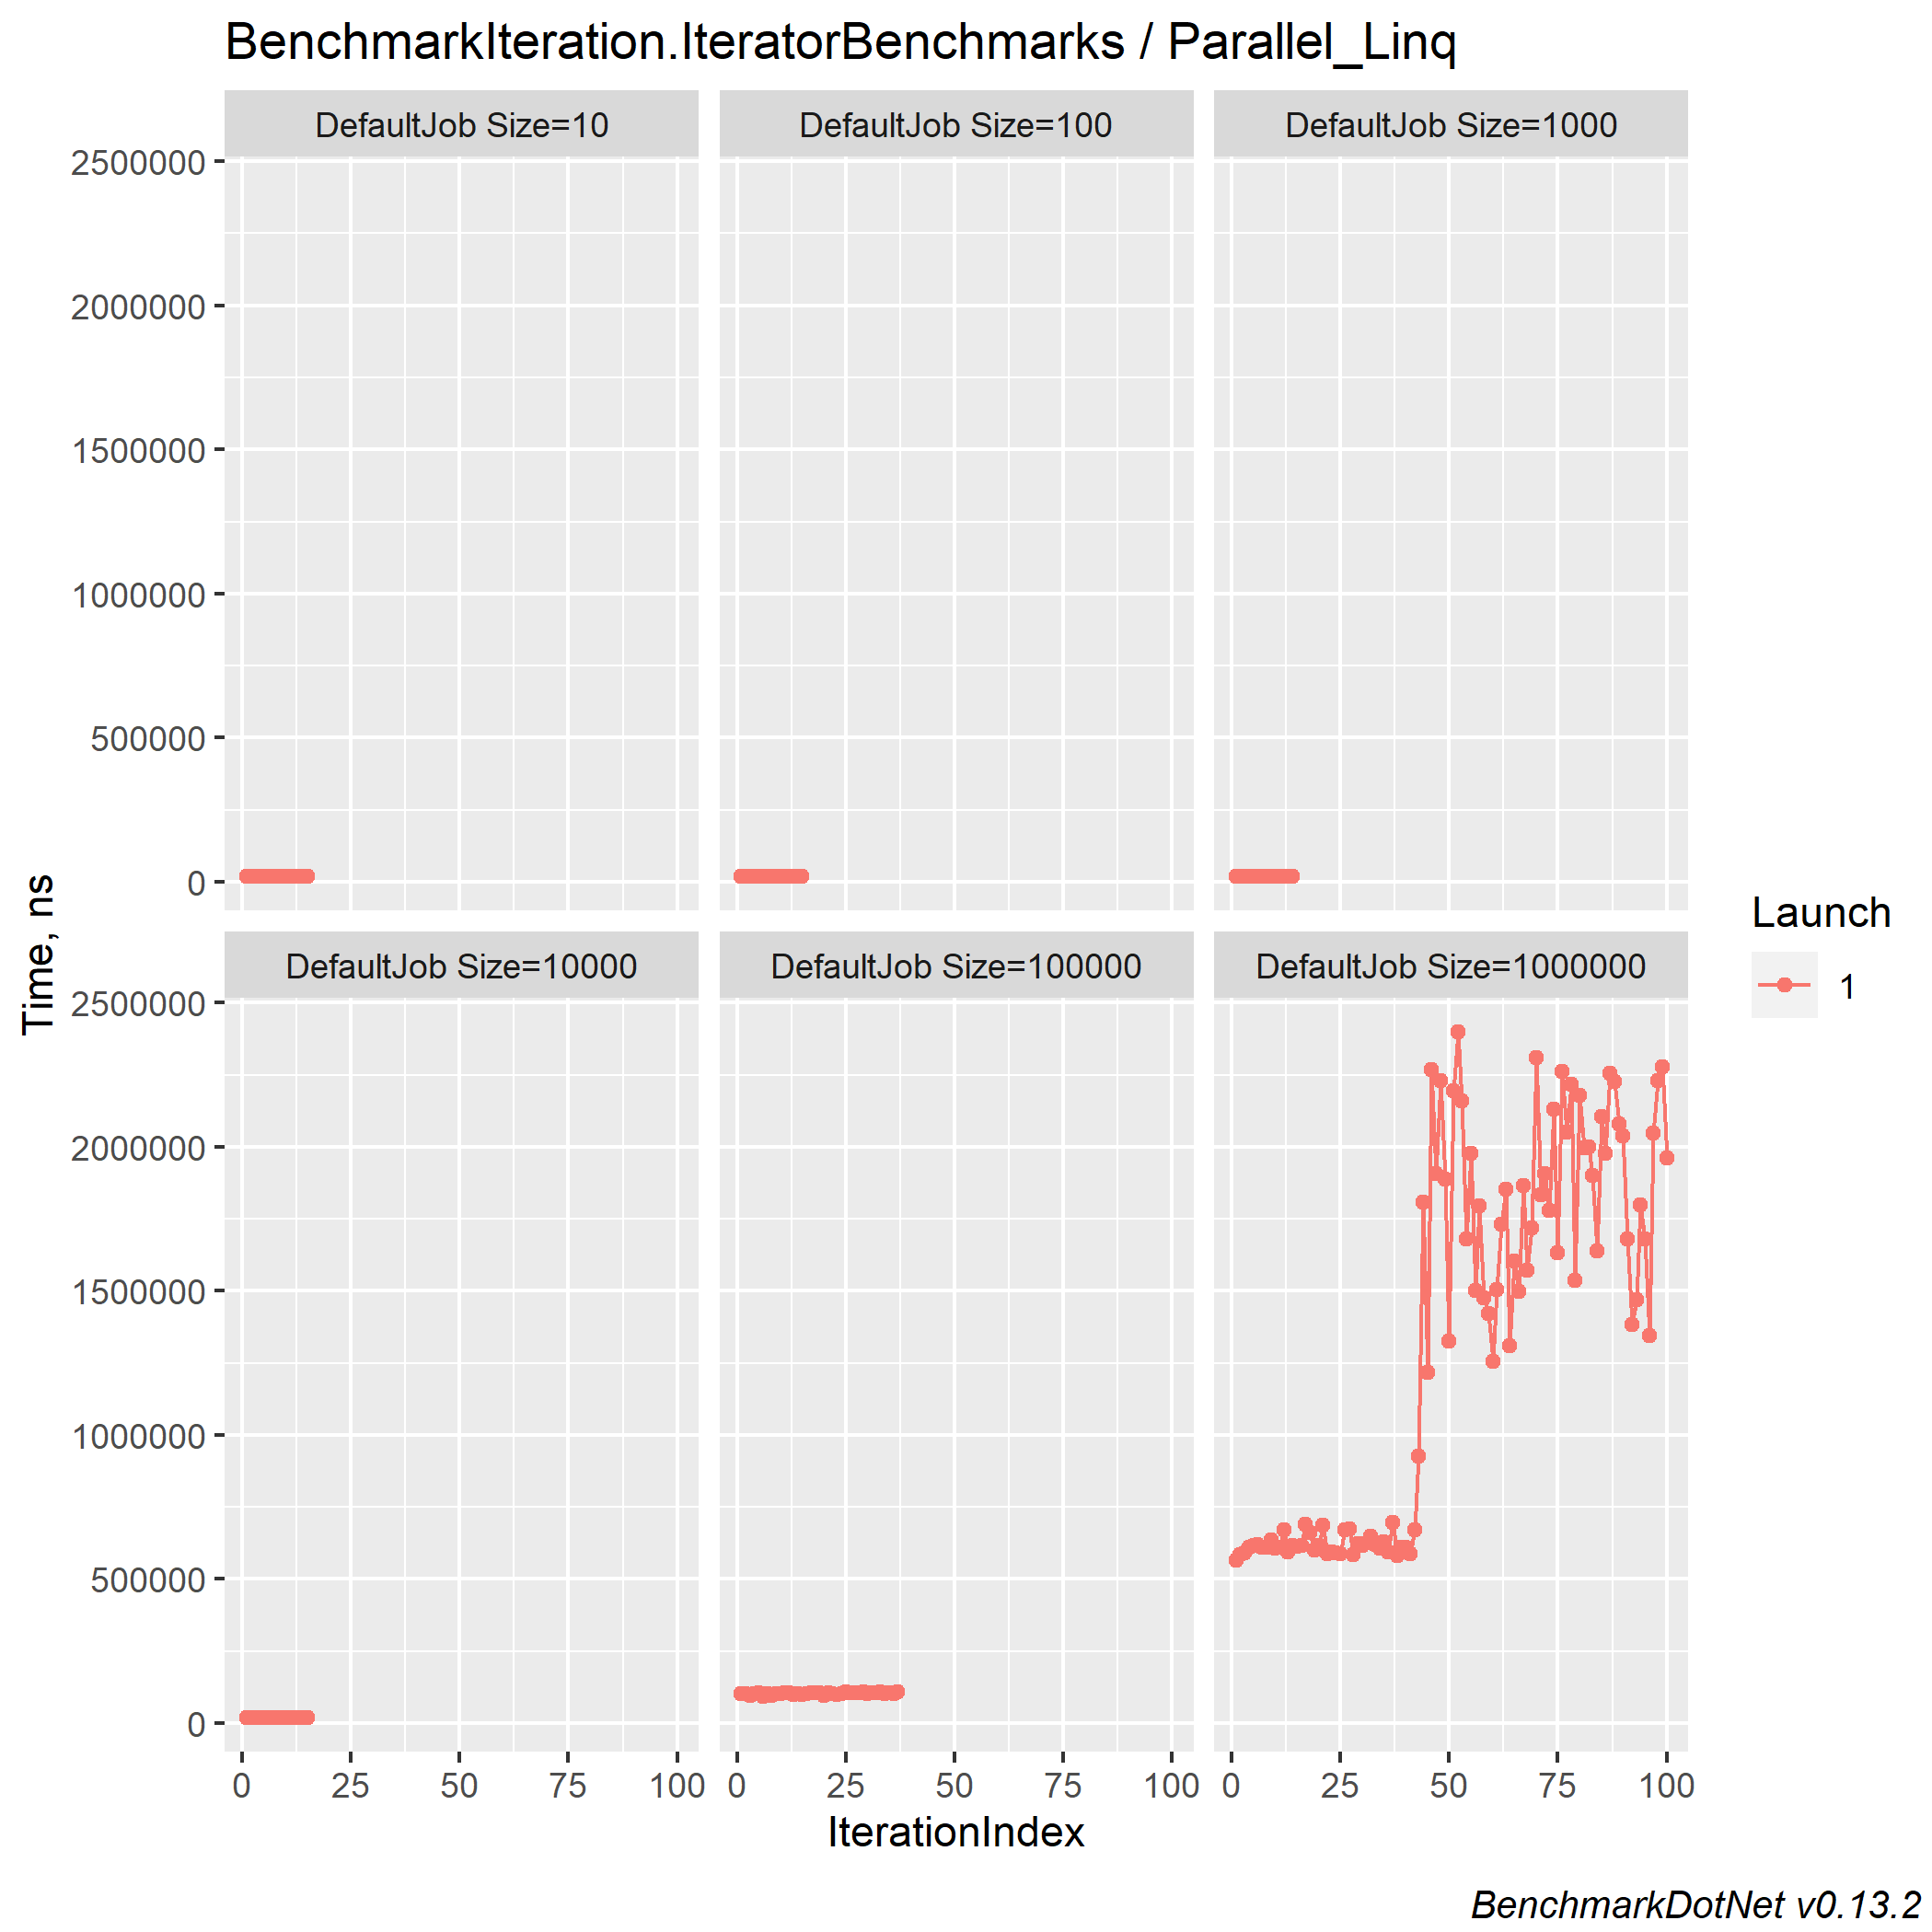 BenchmarkIteration.IteratorBenchmarks / Parallel_Linq
DefaultJob Size=10
DefaultJob Size=100
DefaultJob Size=1000
2500000
2000000
1500000
1000000
500000
0
DefaultJob Size=10000
DefaultJob Size=100000
DefaultJob Size=1000000
2500000
2000000
1500000
1000000
500000
0
Time, ns
0 25 50 75 100
0 25 50 75 100
0 25 50 75 100
IterationIndex
Launch
1
BenchmarkDotNet v0.13.2